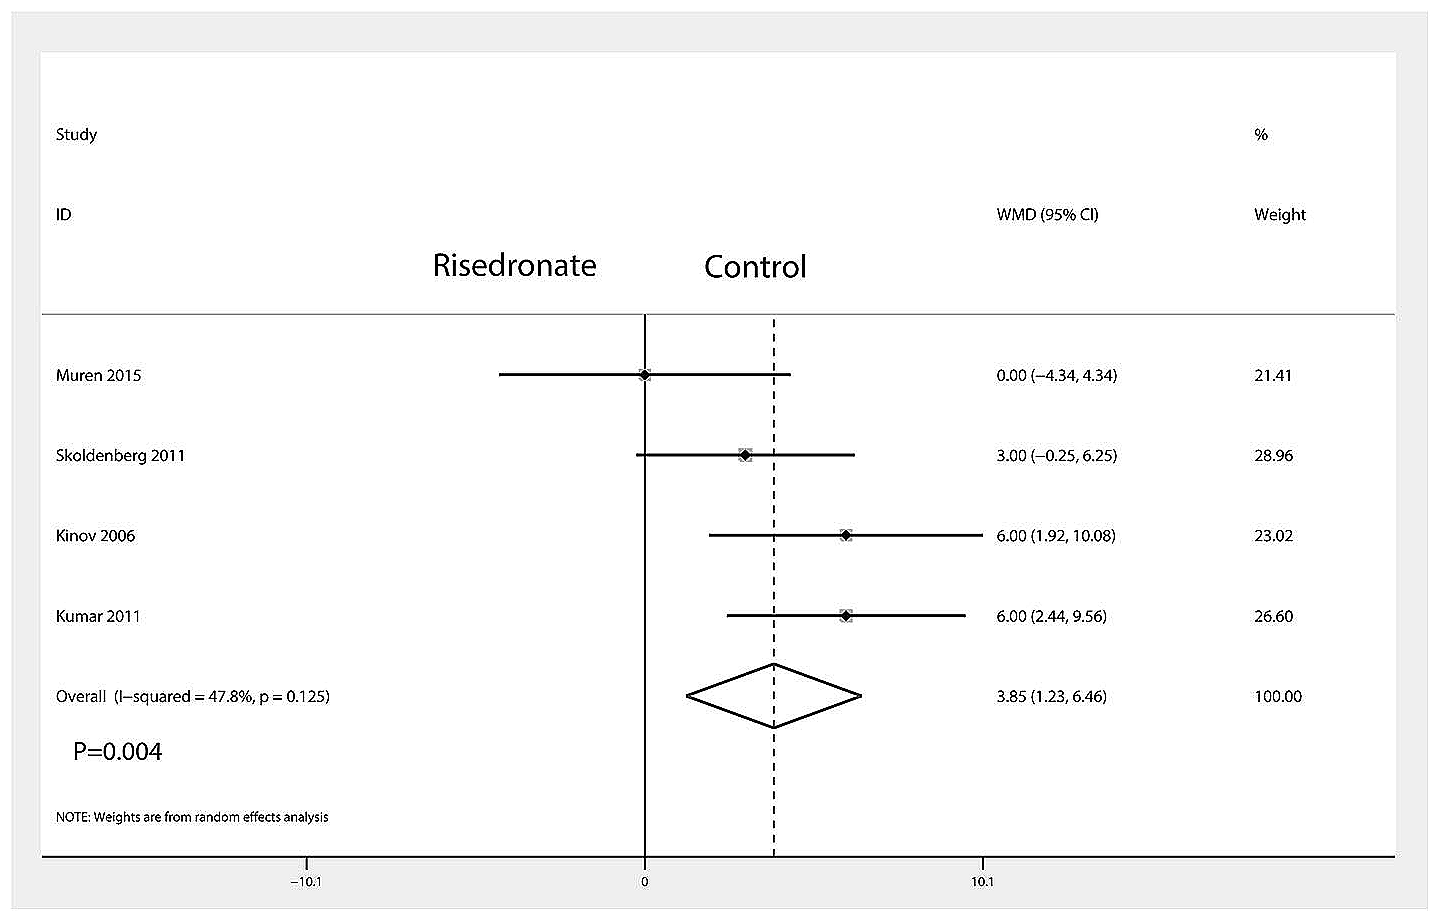 Study %
ID WMD (95% CI) Weight
Risedronate Control
Muren 2015 0.00 (−4.34, 4.34) 21.41
Skoldenberg 2011 3.00 (−0.25, 6.25) 28.96
Kinov 2006 6.00 (1.92, 10.08) 23.02
Kumar 2011 6.00 (2.44, 9.56) 26.60
Overall (I−squared = 47.8%, p = 0.125) 3.85 (1.23, 6.46) 100.00
P=0.004
NOTE: Weights are from random effects analysis
−10.1 0 10.1